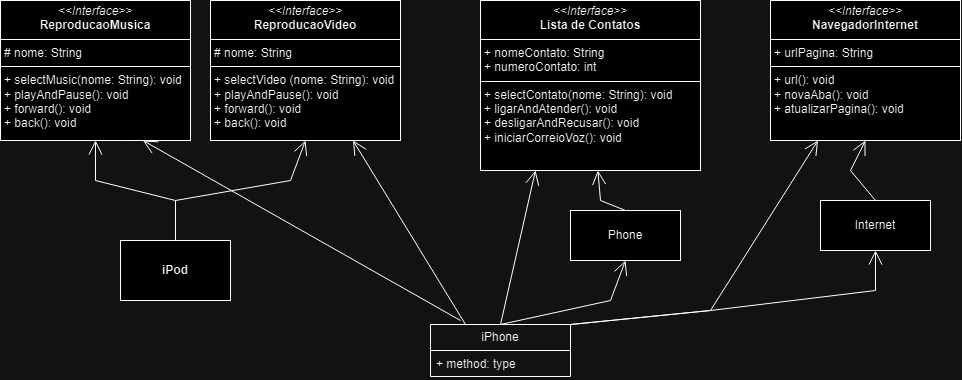 <<Interface>>
ReproducaoMusica
# nome: String
+ selectMusic(nome: String): void
+ playAndPause(): void
+ forward(): void
+ back(): void
<<Interface>>
ReproducaoVideo
# nome: String
+ selectVideo (nome: String): void
+ playAndPause(): void
+ forward(): void
+ back(): void
<<Interface>>
Lista de Contatos
+ nomeContato: String
+ numeroContato: int
+ selectContato(nome: String): void
+ ligarAndAtender(): void
+ desligarAndRecusar(): void
+ iniciarCorreioVoz(): void
<<Interface>>
NavegadorInternet
+ urlPagina: String
+ url(): void
+ novaAba(): void
+ atualizarPagina(): void
iPod
Phone
Internet
iPhone
+ method: type